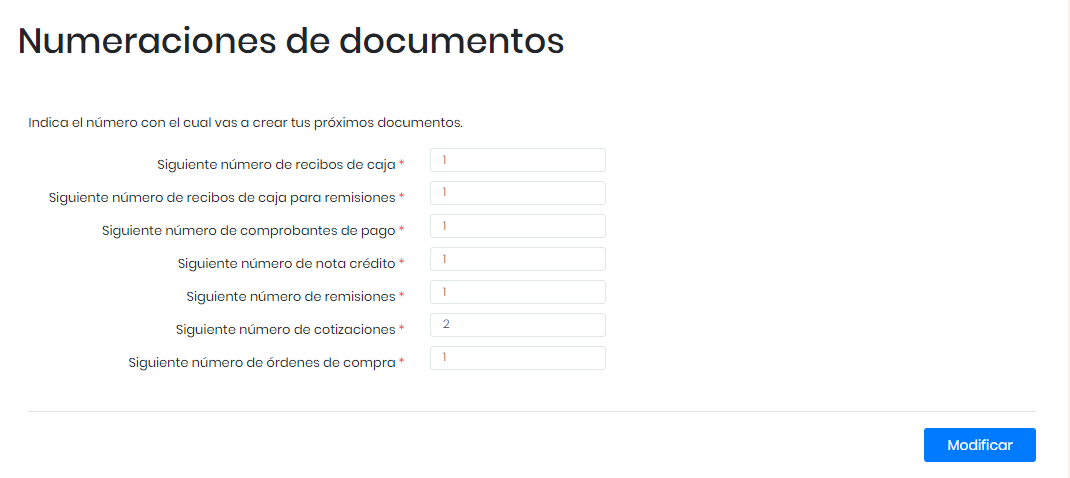 Numeraciones de documentos
Indica el número con el cual vas a crear tus próximos documentos.
Siguiente número de recibos de caja * 1
Siguiente número de recibos de caja para remisiones * 1
Siguiente número de comprobantes de pago * 1
Siguiente número de nota crédito * 1
Siguiente número de remisiones * 1
Siguiente número de cotizaciones * 2
Siguiente número de órdenes de compra * 1
Modificar